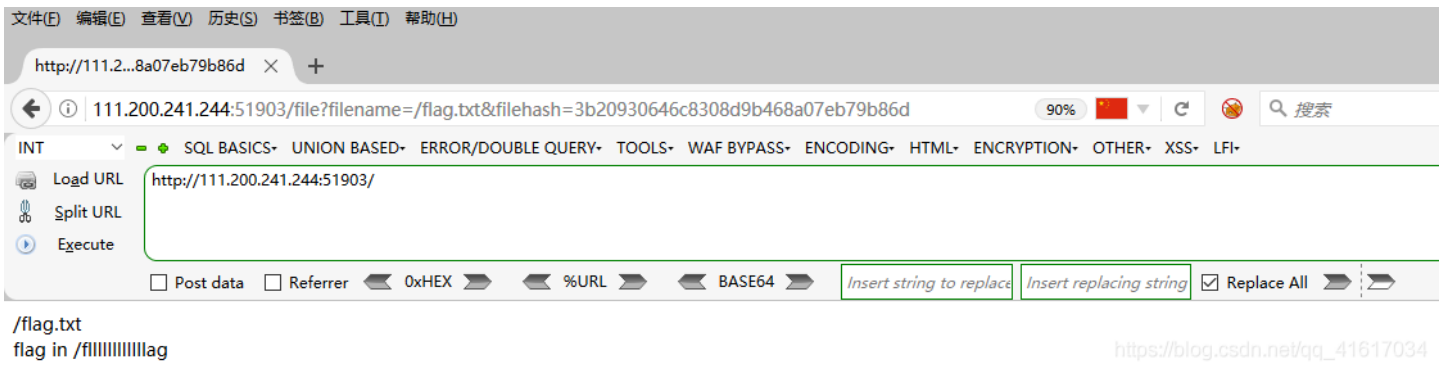 文件(F) 编辑(E) 查看(V) 历史(S) 书签(B) 工具(T) 帮助(H)
http://111.2...8a07eb79b86d
111.200.241.244:51903/file?filename=/flag.txt&filehash=3b20930646c8308d9b468a07eb79b86d 90% 搜索
INT SQL BASICS UNION BASED ERROR/DOUBLE QUERY TOOLS WAF BYPASS ENCODING HTML ENCRYPTION OTHER XSS LFI
Load URL http://111.200.241.244:51903/
Split URL
Execute
Post data Referrer 0xHEX %URL BASE64 Insert string to replace Insert replacing string Replace All
/flag.txt
flag in /fllllllllllllag
https://blog.csdn.net/qq_41617034